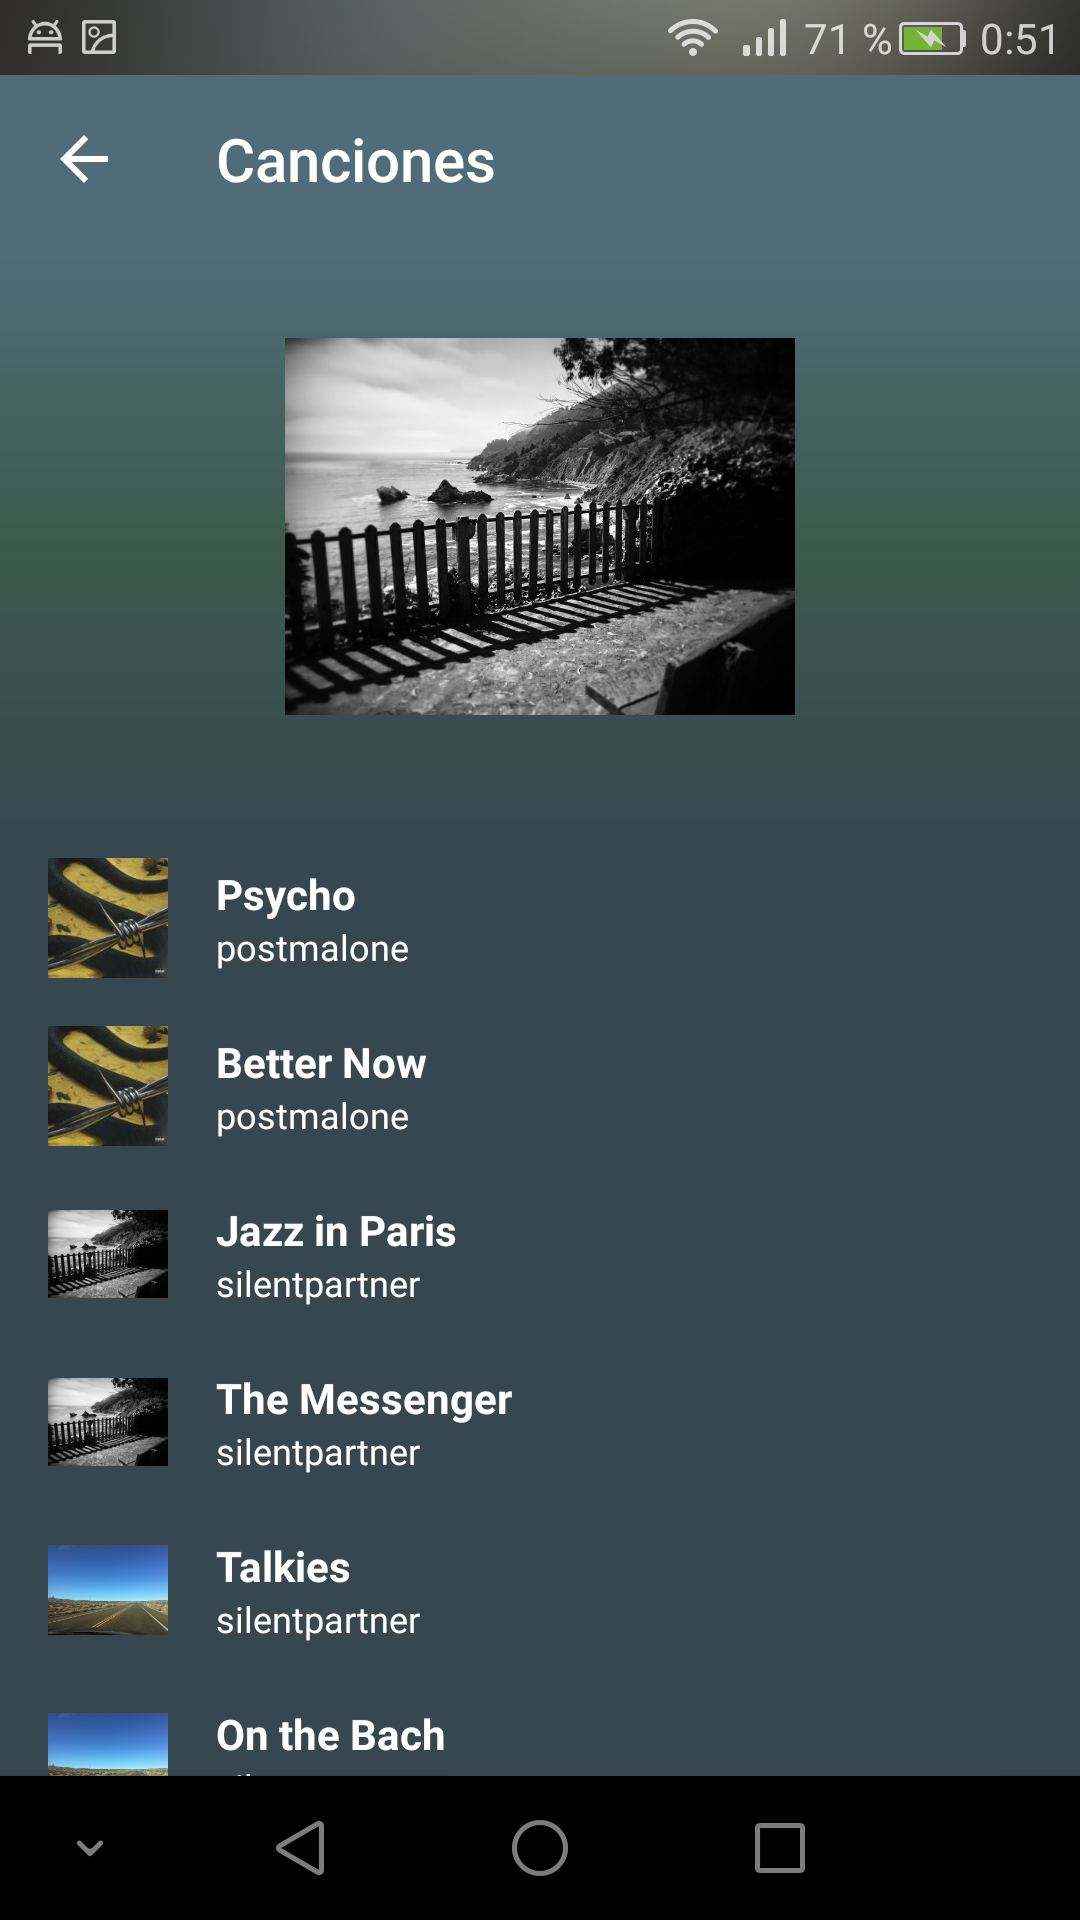 71 % 0:51
Canciones
Psycho
postmalone
Better Now
postmalone
Jazz in Paris
silentpartner
The Messenger
silentpartner
Talkies
silentpartner
On the Bach